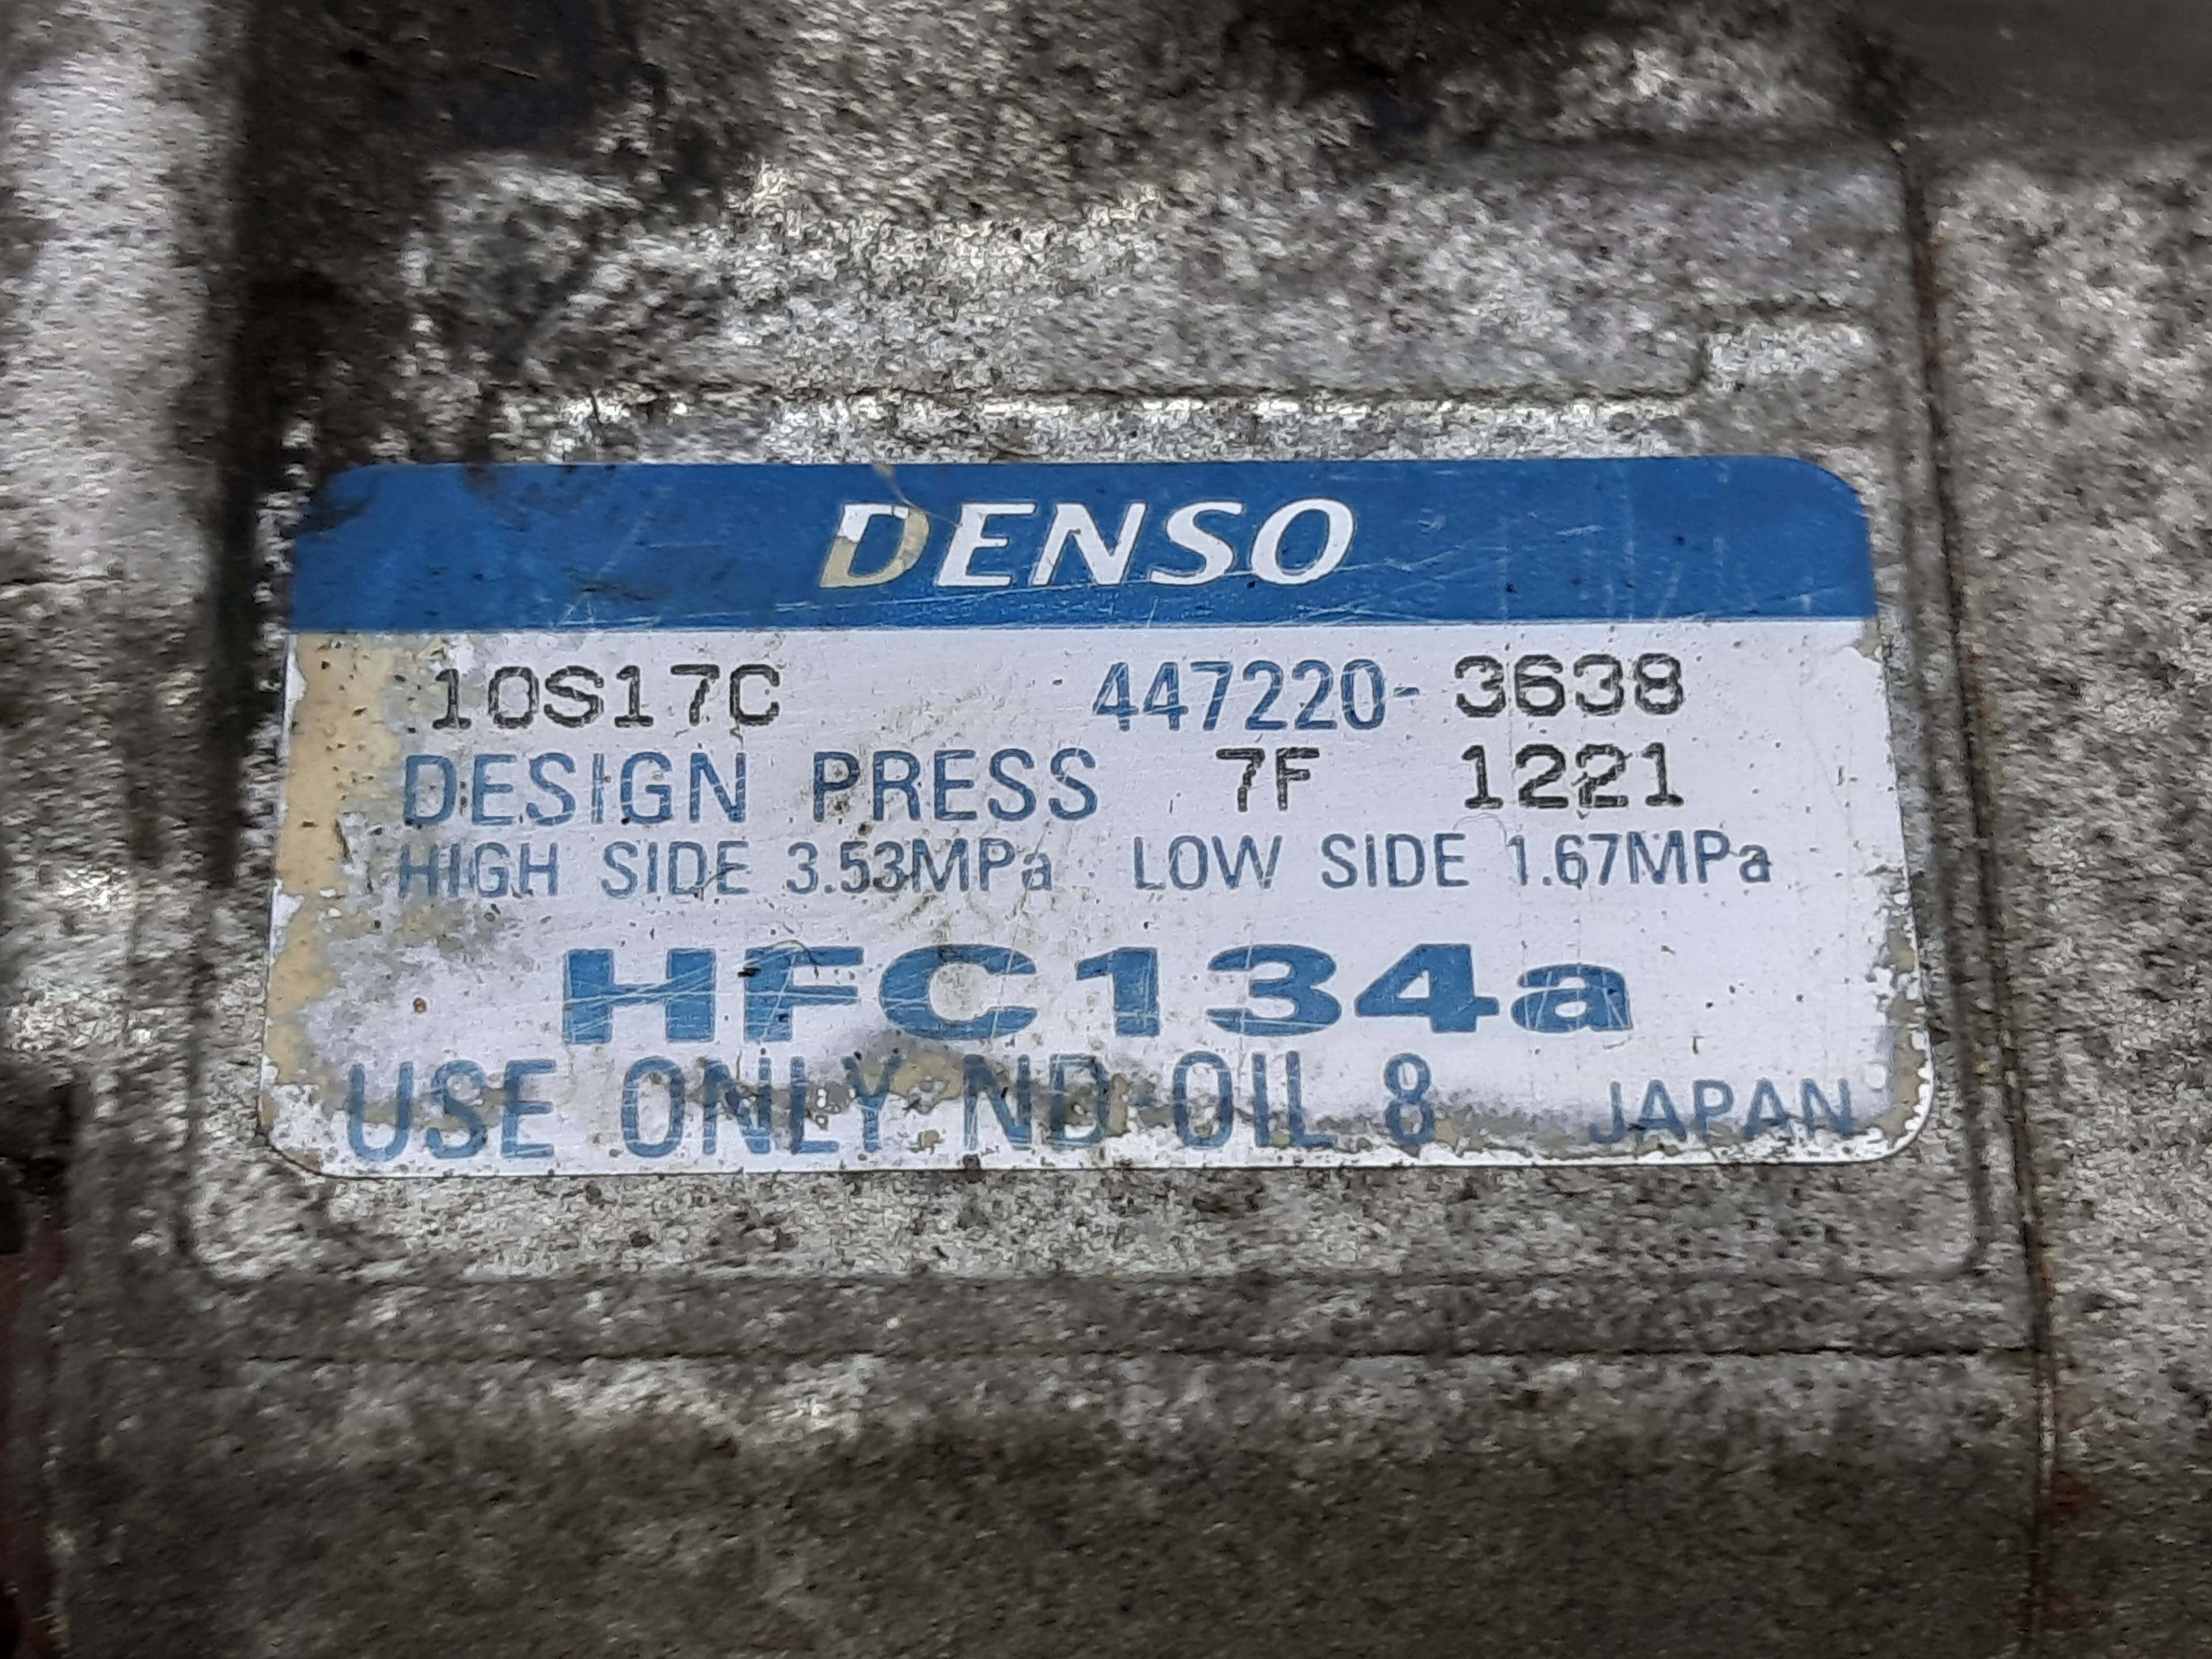 DENSO
10S17C 447220-3638
DESIGN PRESS 7F 1221
HIGH SIDE 3.53MPa LOW SIDE 1.67MPa
HFC134a
USE ONLY ND-OIL 8 JAPAN